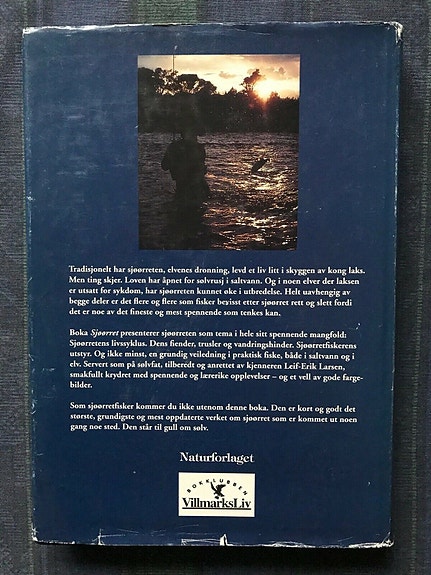 Tradisjonelt har sjøørreten, elvenes dronning, levd et liv litt i skyggen av kong laks.
Men ting skjer. Loven har åpnet for sølvrusj i saltvann. Og i noen elver der laksen
er utsatt for sykdom, har sjøørreten kunnet øke i utbredelse. Helt uavhengig av
begge deler er det flere og flere som fisker bevisst etter sjøørret rett og slett fordi
det er noe av det fineste og mest spennende som tenkes kan.
Boka Sjøørret presenterer sjøørreten som tema i hele sitt spennende mangfold:
Sjøørretens livssyklus. Dens fiender, trusler og vandringshinder. Sjøørretfiskerens
utstyr. Og ikke minst, en grundig veiledning i praktisk fiske, både i saltvann og i
elv. Servert som på sølvfat, tilberedt og anrettet av kjenneren Leif-Erik Larsen,
smakfullt krydret med spennende og lærerike opplevelser – og et vell av gode farge-
bilder.
Som sjøørretfisker kommer du ikke utenom denne boka. Den er kort og godt det
største, grundigste og mest oppdaterte verket om sjøørret som er kommet ut noen
gang noe sted. Den står til gull om sølv.
Naturforlaget
BOKKLUBBEN
VillmarksLiv